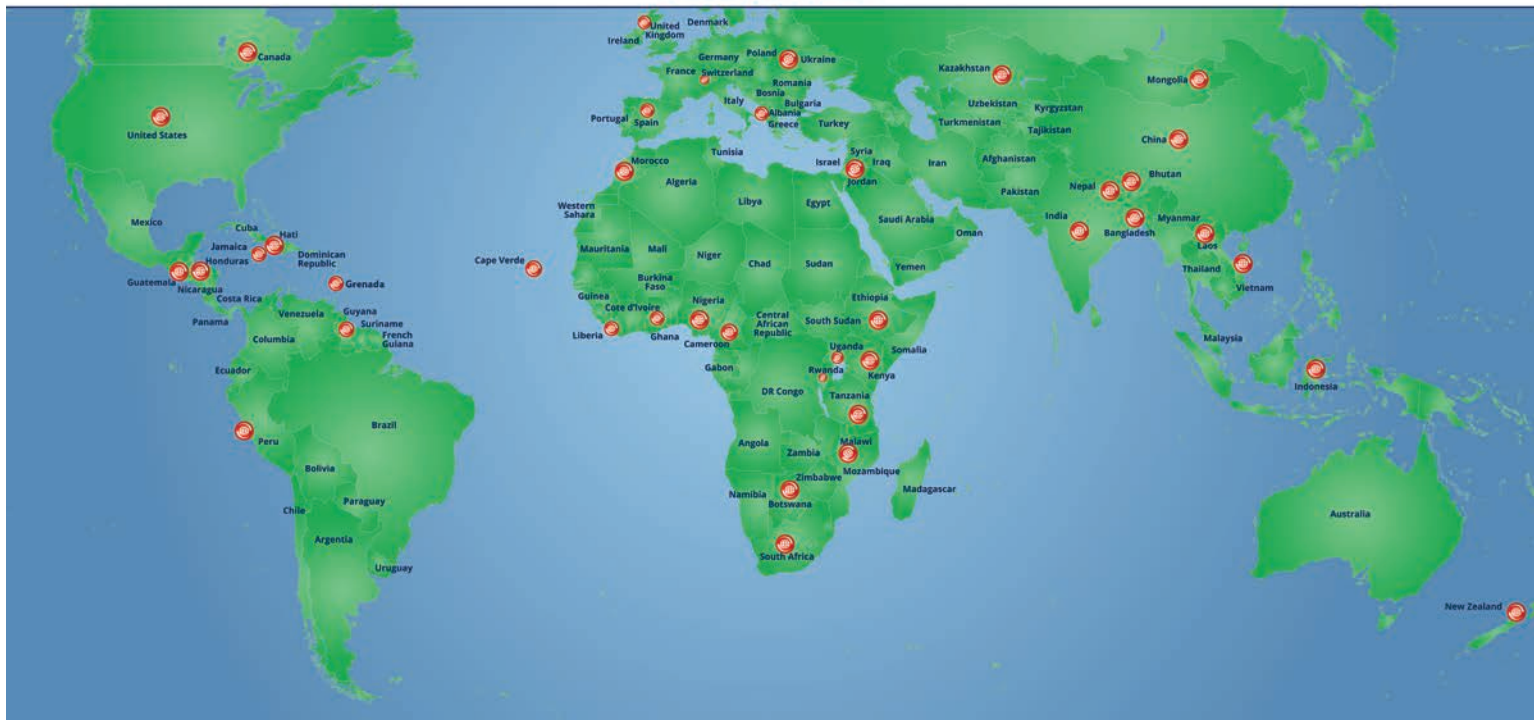 Canada
United States
Mexico
Cuba
Hati
Jamaica
Dominican
Republic
Honduras
Guatemala
Nicaragua
Grenada
Costa Rica
Panama
Venezuela
Guyana
Suriname
French
Guiana
Columbia
Ecuador
Peru
Brazil
Bolivia
Paraguay
Chile
Argentia
Uruguay
Cape Verde
Ireland
United
Kingdom
Denmark
Germany
Poland
Ukraine
France
Switzerland
Romania
Bosnia
Italy
Bulgaria
Albania
Greece
Portugal
Spain
Turkey
Morocco
Tunisia
Algeria
Western
Sahara
Libya
Egypt
Mauritania
Mali
Niger
Chad
Sudan
Burkina
Faso
Guinea
Cote d'Ivoire
Nigeria
Liberia
Ghana
Cameroon
Central
African
Republic
Ethiopia
South Sudan
Somalia
Uganda
Rwanda
Kenya
Gabon
DR Congo
Tanzania
Angola
Zambia
Malawi
Mozambique
Zimbabwe
Namibia
Botswana
Madagascar
South Africa
Syria
Israel
Iraq
Jordan
Iran
Saudi Arabia
Oman
Yemen
Kazakhstan
Uzbekistan
Kyrgyzstan
Turkmenistan
Tajikistan
Afghanistan
Pakistan
Mongolia
China
Nepal
Bhutan
India
Bangladesh
Myanmar
Laos
Thailand
Vietnam
Malaysia
Indonesia
Australia
New Zealand